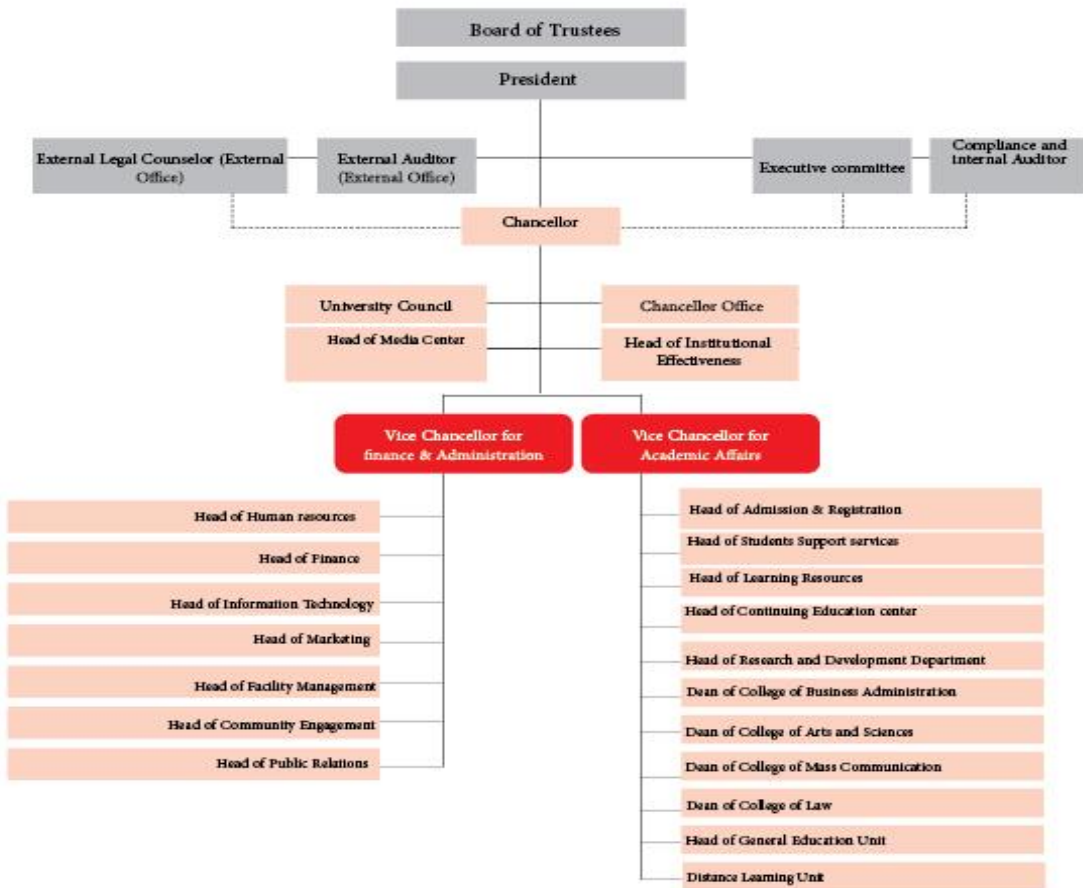 Board of Trustees
President
External Legal Counselor (External
Office)
External Auditor
(External Office)
Executive committee
Compliance and
internal Auditor
Chancellor
University Council
Chancellor Office
Head of Media Center
Head of Institutional
Effectiveness
Vice Chancellor for
finance & Administration
Vice Chancellor for
Academic Affairs
Head of Human resources
Head of Finance
Head of Information Technology
Head of Marketing
Head of Facility Management
Head of Community Engagement
Head of Public Relations
Head of Admission & Registration
Head of Students Support services
Head of Learning Resources
Head of Continuing Education center
Head of Research and Development Department
Dean of College of Business Administration
Dean of College of Arts and Sciences
Dean of College of Mass Communication
Dean of College of Law
Head of General Education Unit
Distance Learning Unit